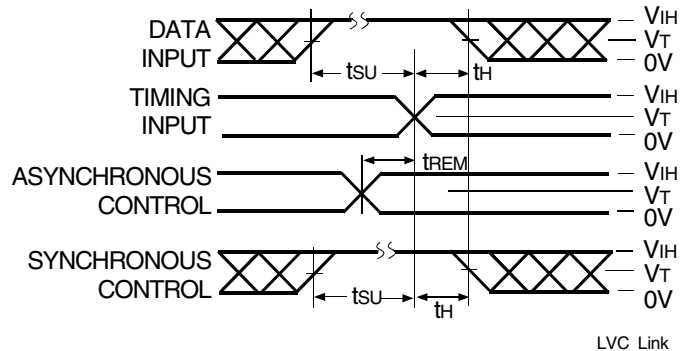 DATA
INPUT
tSU
tH
VIH
VT
0V
TIMING
INPUT
VIH
VT
0V
tREM
ASYNCHRONOUS
CONTROL
VIH
VT
0V
SYNCHRONOUS
CONTROL
tSU
tH
VIH
VT
0V
LVC Link